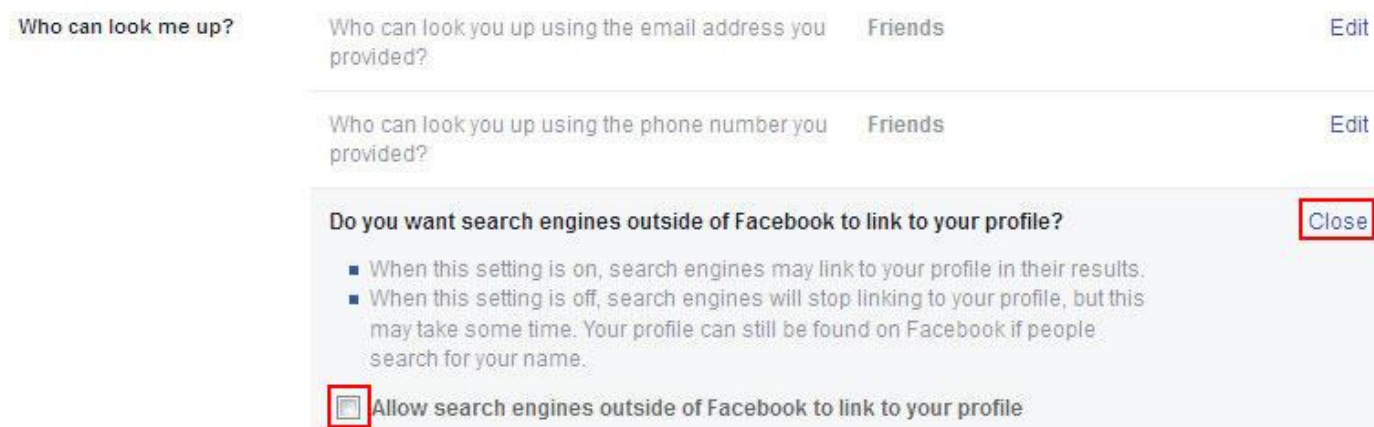 Who can look me up?
Who can look you up using the email address you
provided?
Friends
Edit
Who can look you up using the phone number you
provided?
Friends
Edit
Do you want search engines outside of Facebook to link to your profile?
Close
When this setting is on, search engines may link to your profile in their results.
When this setting is off, search engines will stop linking to your profile, but this
may take some time. Your profile can still be found on Facebook if people
search for your name.
Allow search engines outside of Facebook to link to your profile